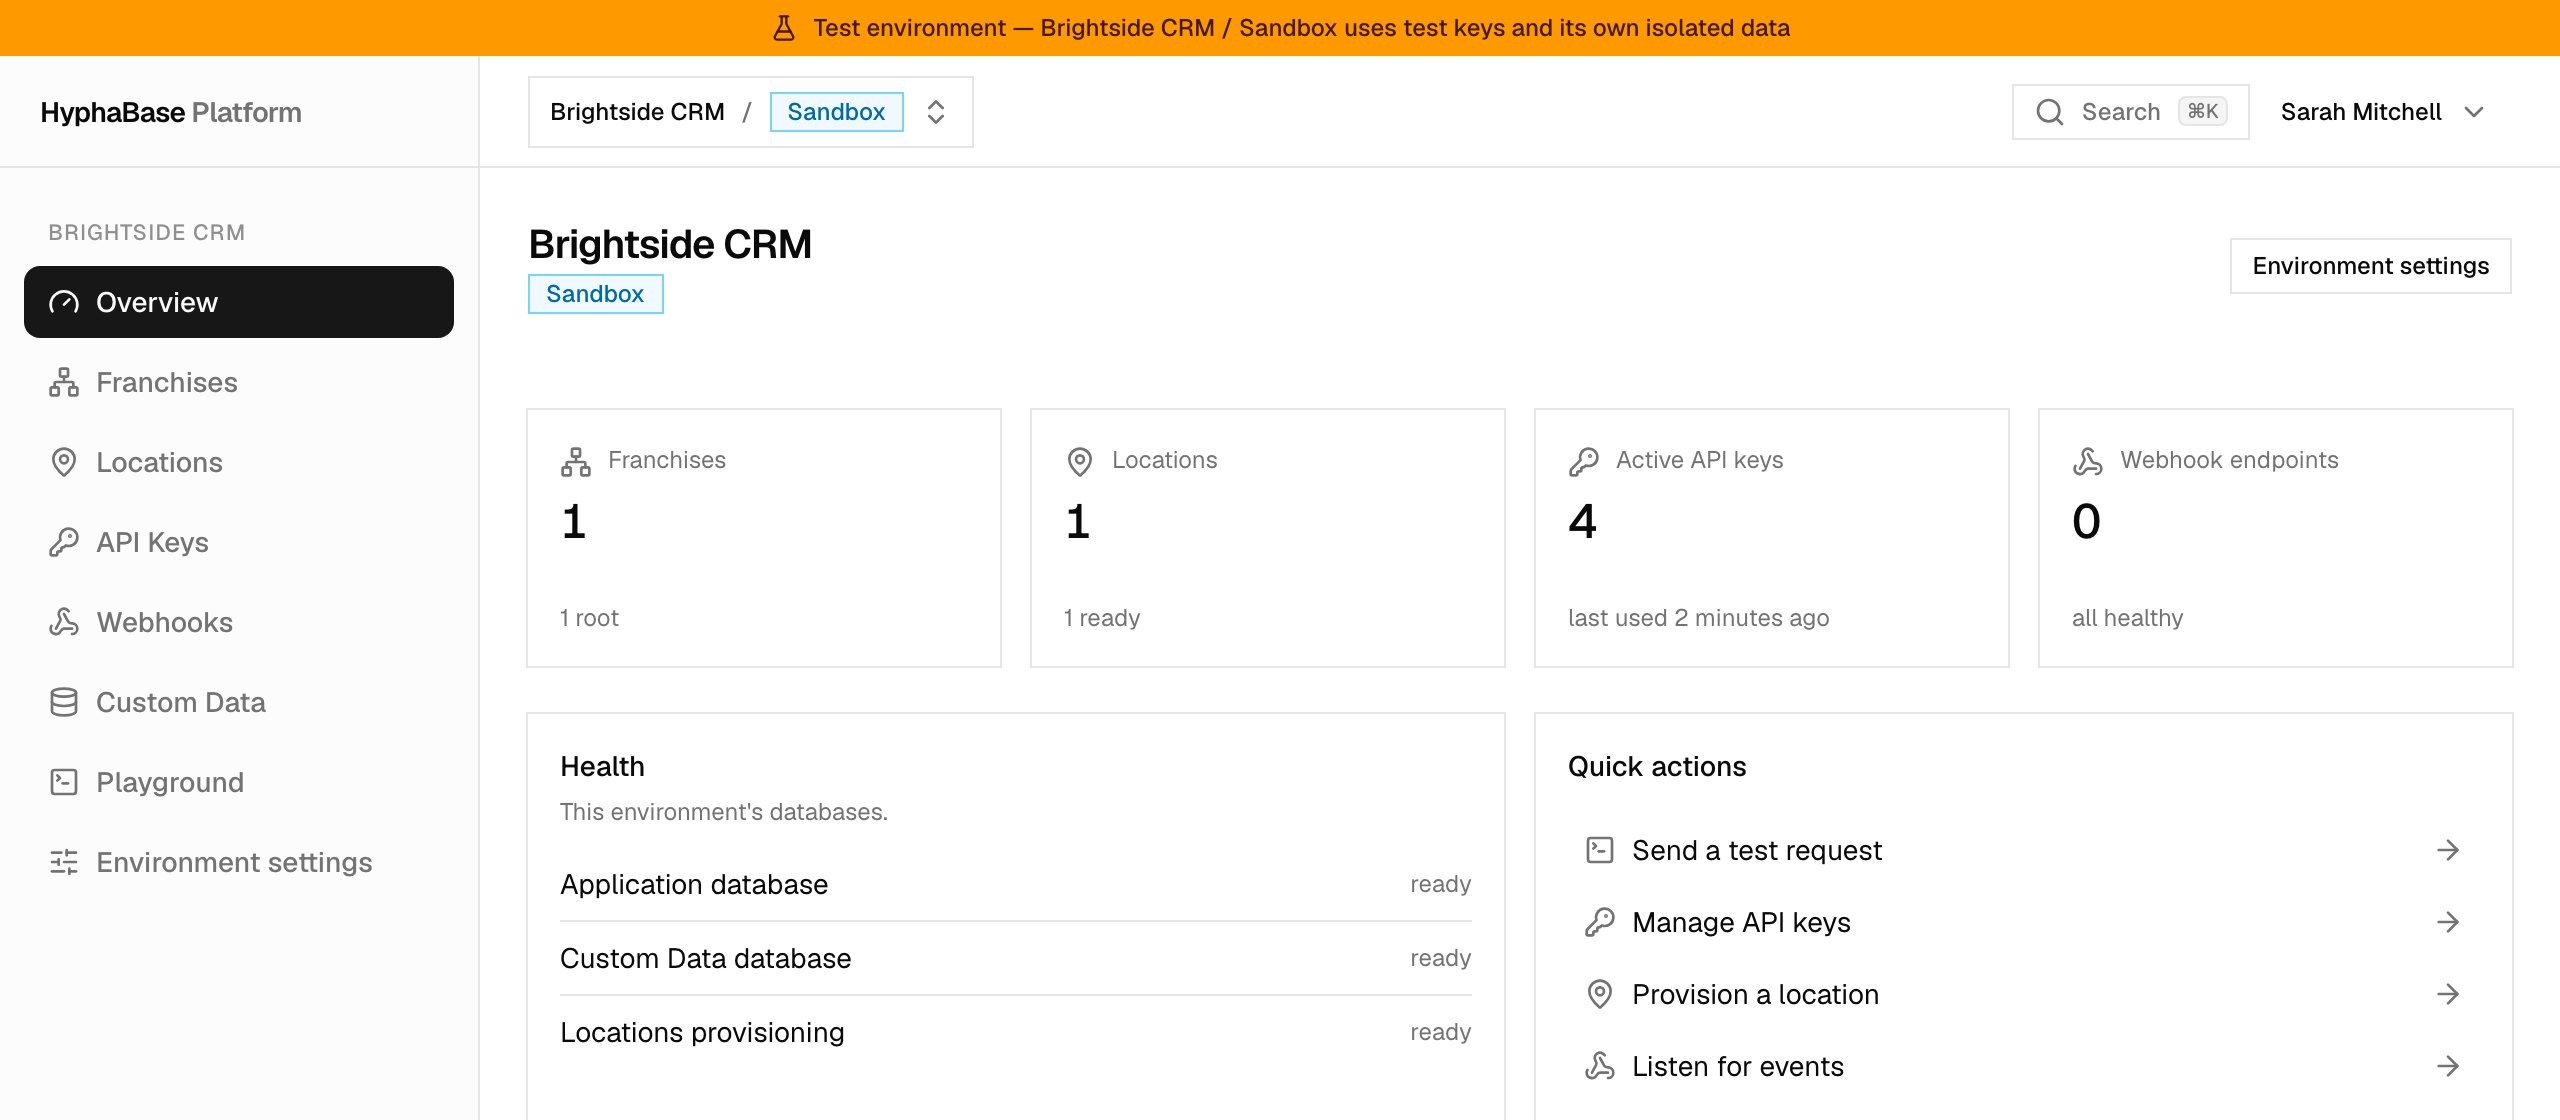 Test environment — Brightside CRM / Sandbox uses test keys and its own isolated data
HyphaBase Platform
Brightside CRM / Sandbox
Search ⌘K
Sarah Mitchell
BRIGHTSIDE CRM
Overview
Franchises
Locations
API Keys
Webhooks
Custom Data
Playground
Environment settings
Brightside CRM
Sandbox
Environment settings
Franchises
1
1 root
Locations
1
1 ready
Active API keys
4
last used 2 minutes ago
Webhook endpoints
0
all healthy
Health
This environment's databases.
Application database ready
Custom Data database ready
Locations provisioning ready
Quick actions
Send a test request
Manage API keys
Provision a location
Listen for events